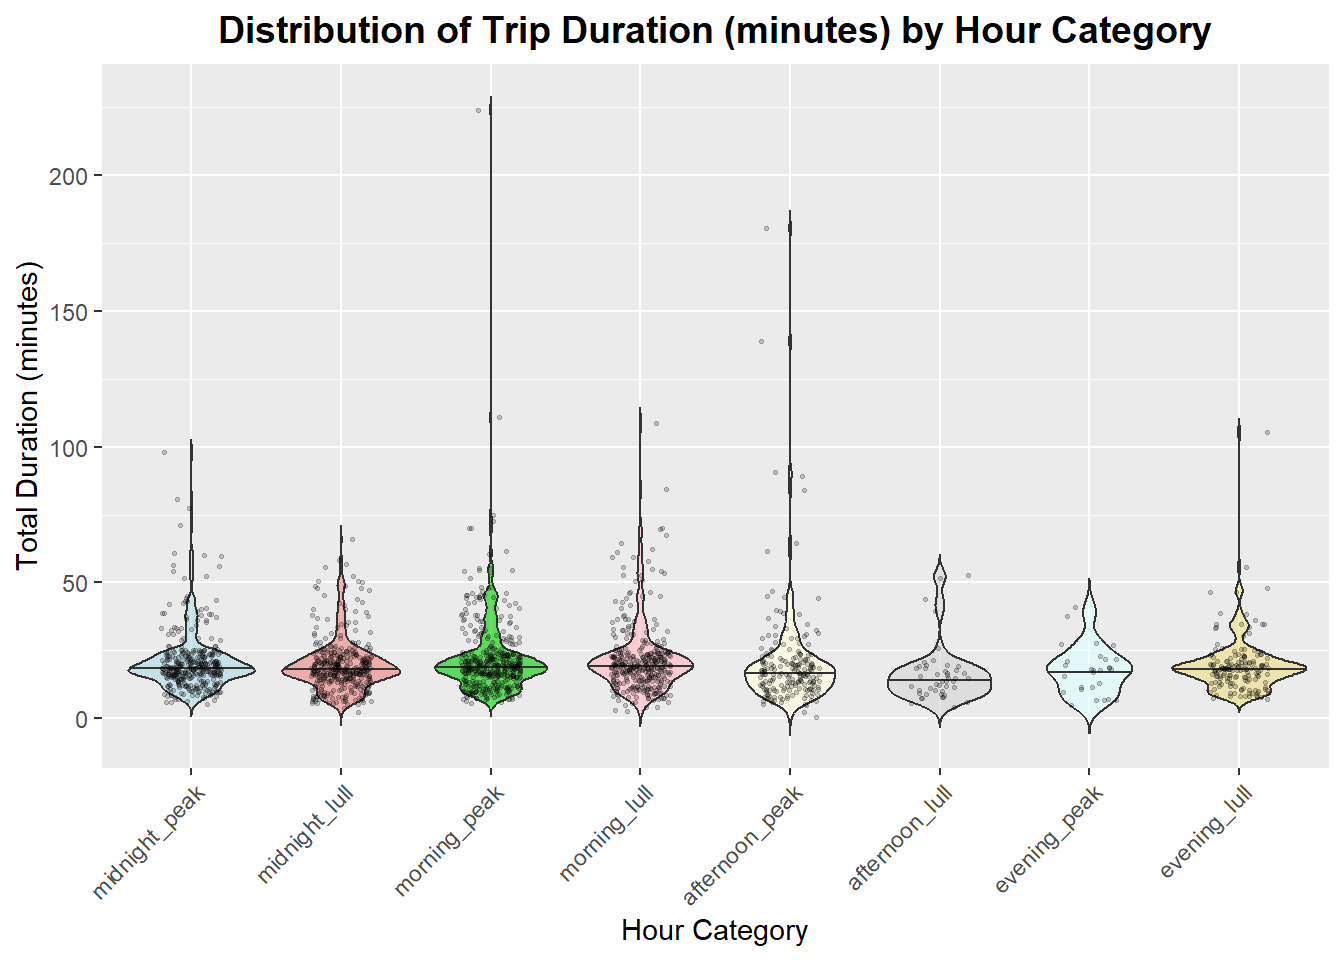 Distribution of Trip Duration (minutes) by Hour Category
Total Duration (minutes)
200
150
100
50
0
midnight_peak
midnight_lull
morning_peak
morning_lull
afternoon_peak
afternoon_lull
evening_peak
evening_lull
Hour Category